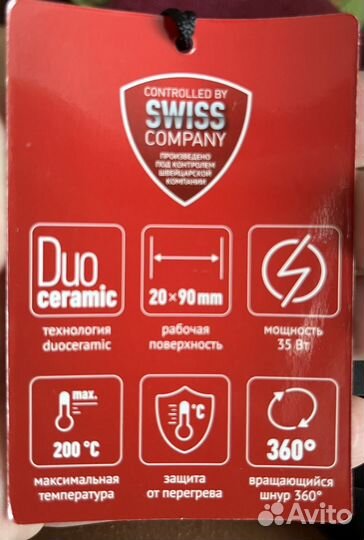 CONTROLLED BY
SWISS
COMPANY
ПРОИЗВЕДЕНО
ПОД КОНТРОЛЕМ
ШВЕЙЦАРСКОЙ
КОМПАНИИ
Duo
ceramic
технология
duoceramic
20×90mm
рабочая
поверхность
мощность
35 Вт
max.
200 °C
максимальная
температура
°C
защита
от перегрева
360°
вращающийся
шнур 360°
Avito